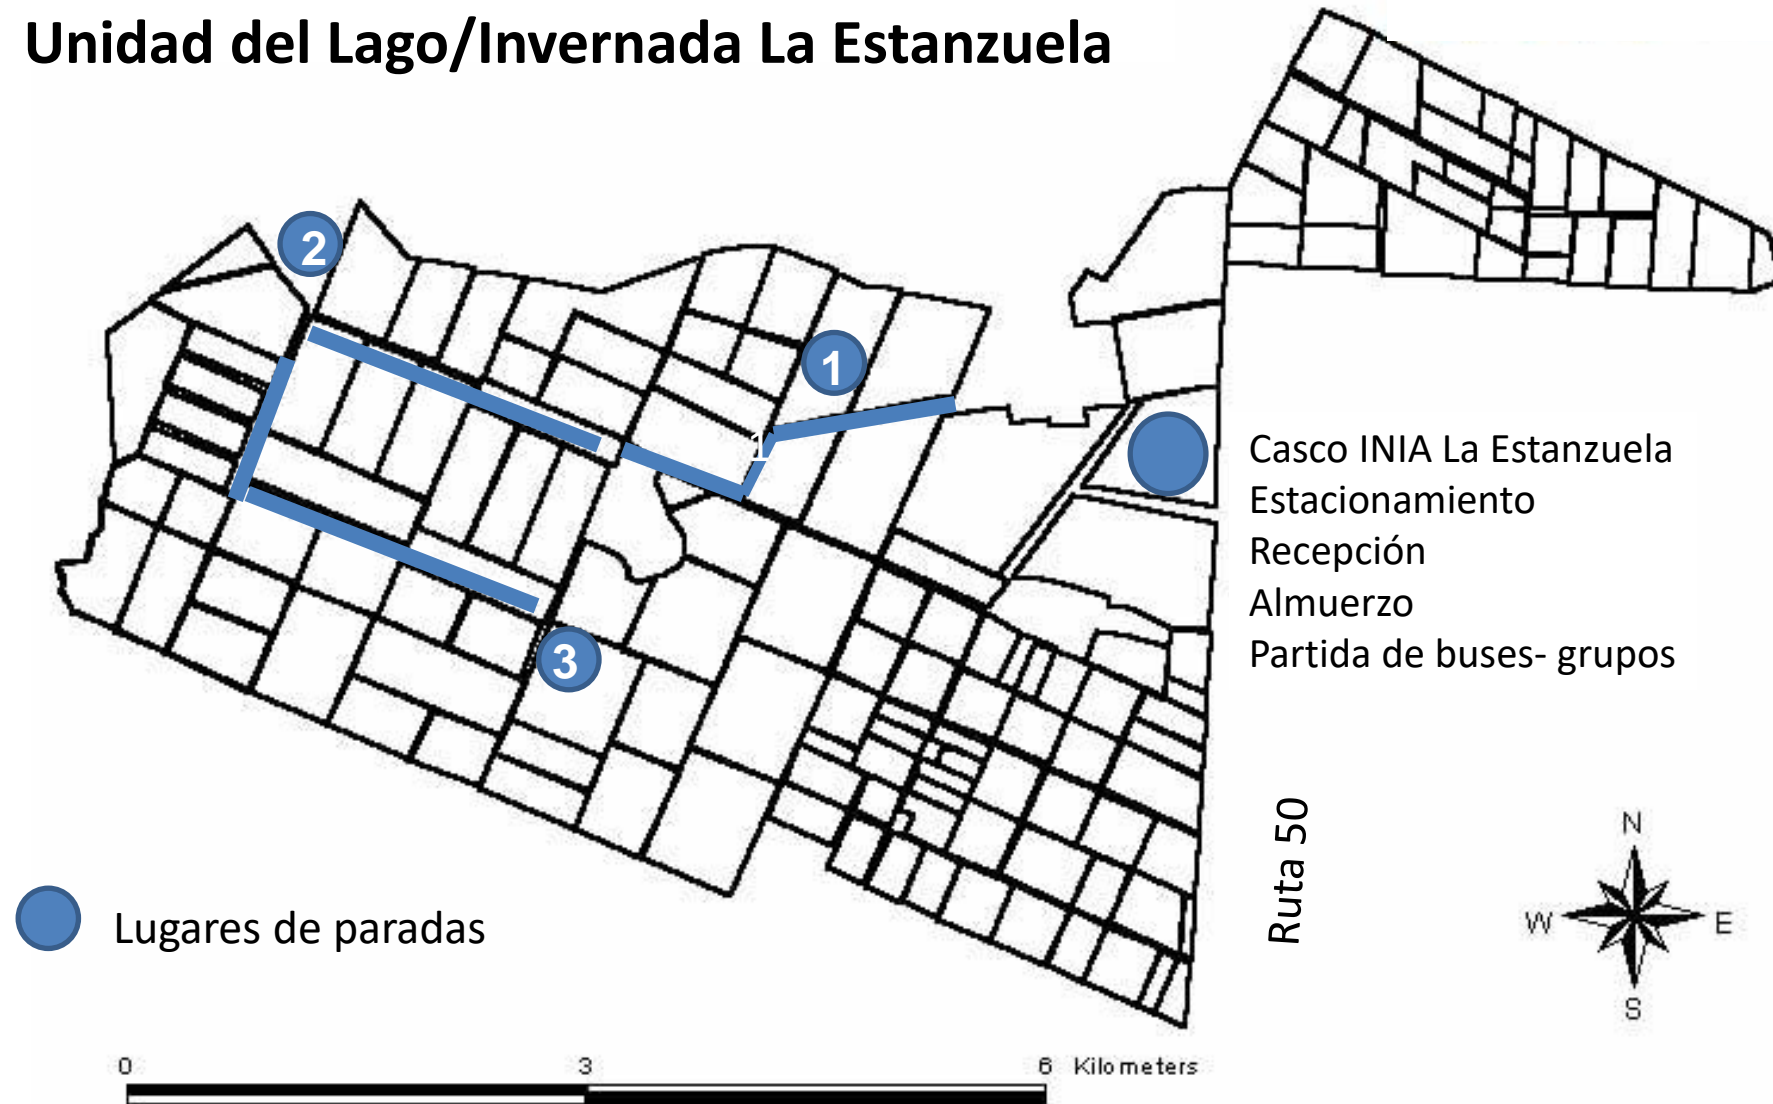 Unidad del Lago/Invernada La Estanzuela
2
1
1
3
Casco INIA La Estanzuela
Estacionamiento
Recepción
Almuerzo
Partida de buses- grupos
Ruta 50
Lugares de paradas
N
W
E
S
0
3
6
Kilometers